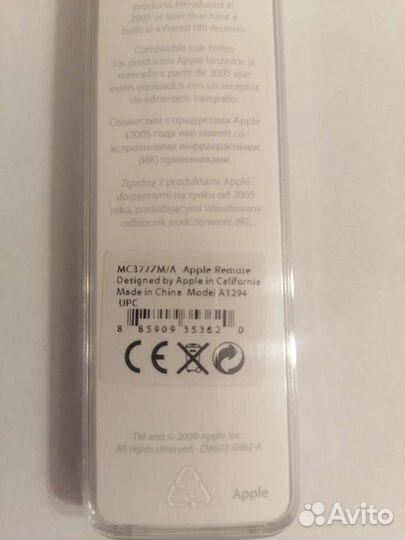 products introduced in
2005 or later that have a
built-in infrared (IR) receiver.
Compatible con todos
los productos Apple lanzados al
mercado a partir de 2005 que
estén equipados con un receptor
de infrarrojos integrado.
Совместим с продуктами Apple
(2005 года или новее) со
встроенными инфракрасными
(ИК) приемниками.
Zgodny z produktami Apple
dostępnymi na rynku od 2005
roku, posiadającymi wbudowany
odbiornik podczerwieni (IR).
MC377ZM/A Apple Remote
Designed by Apple in California
Made in China Model A1294
UPC
8 85909 35362 0
CE
TM and © 2009 Apple Inc.
All rights reserved. ZM602-6962-A
Apple
Avito